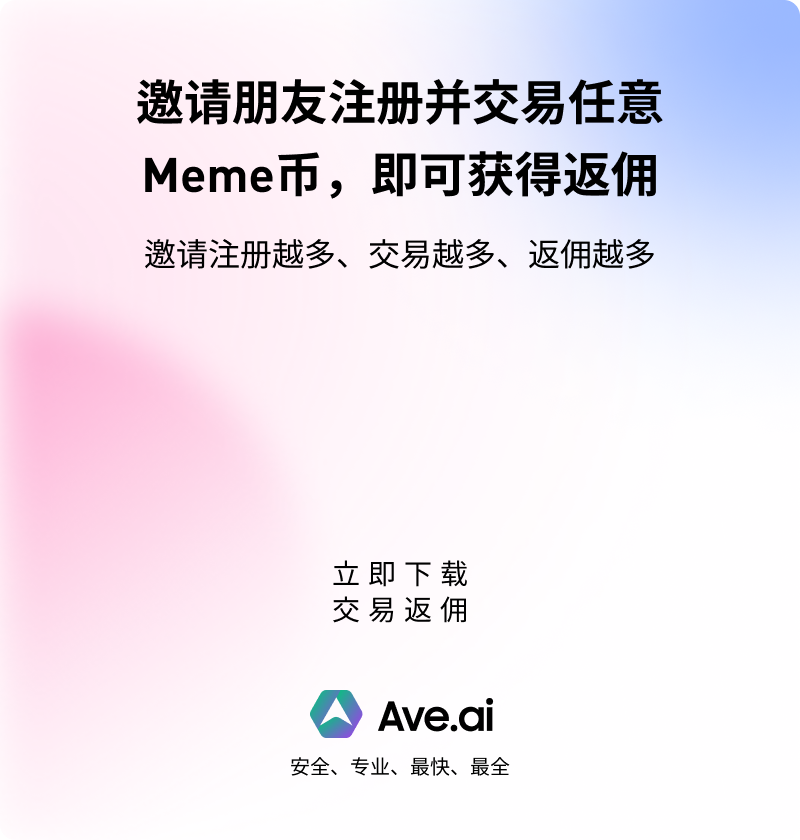 邀请朋友注册并交易任意
Meme币，即可获得返佣
邀请注册越多、交易越多、返佣越多
立即下载
交易返佣
Ave.ai
安全、专业、最快、最全